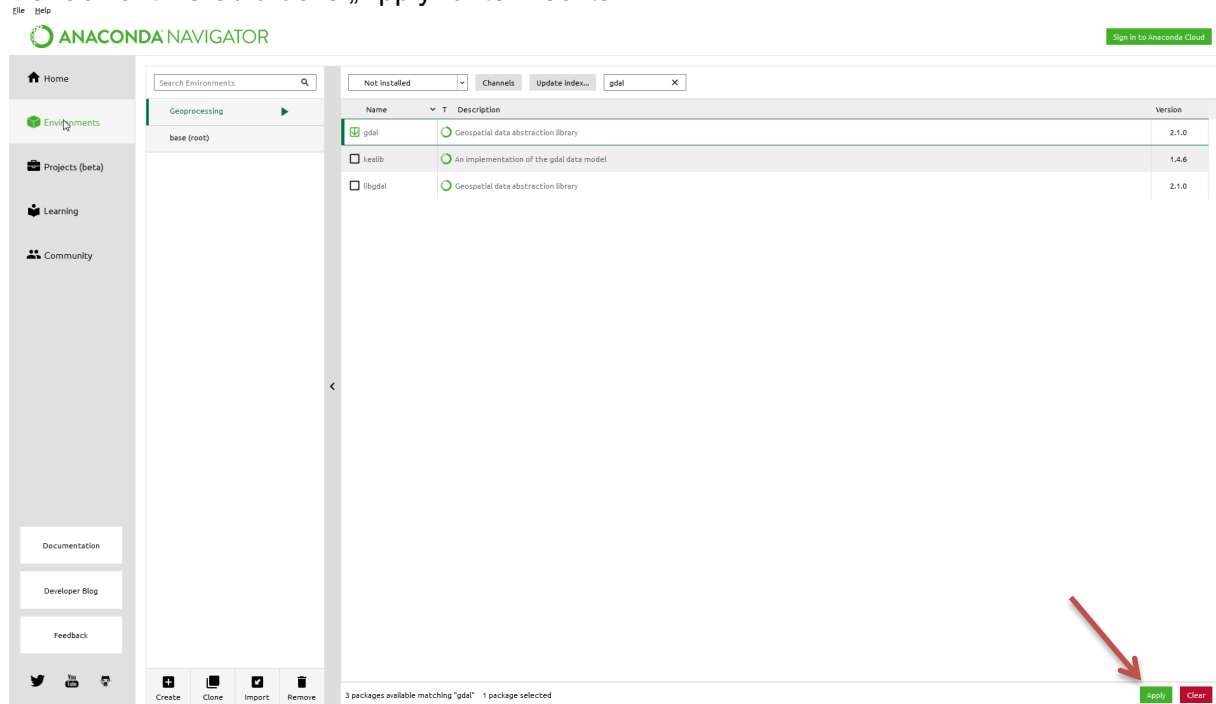 „Apply“
File Help
ANACONDA NAVIGATOR
Sign in to Anaconda Cloud
Home
Environments
Projects (beta)
Learning
Community
Documentation
Developer Blog
Feedback
You
Tube
Search Environments
Geoprocessing
base (root)
Create Clone Import Remove
Not installed Channels Update index... gdal X
Name T Description Version
gdal Geospatial data abstraction library 2.1.0
kealib An implementation of the gdal data model 1.4.6
libgdal Geospatial data abstraction library 2.1.0
3 packages available matching "gdal" 1 package selected
Apply Clear